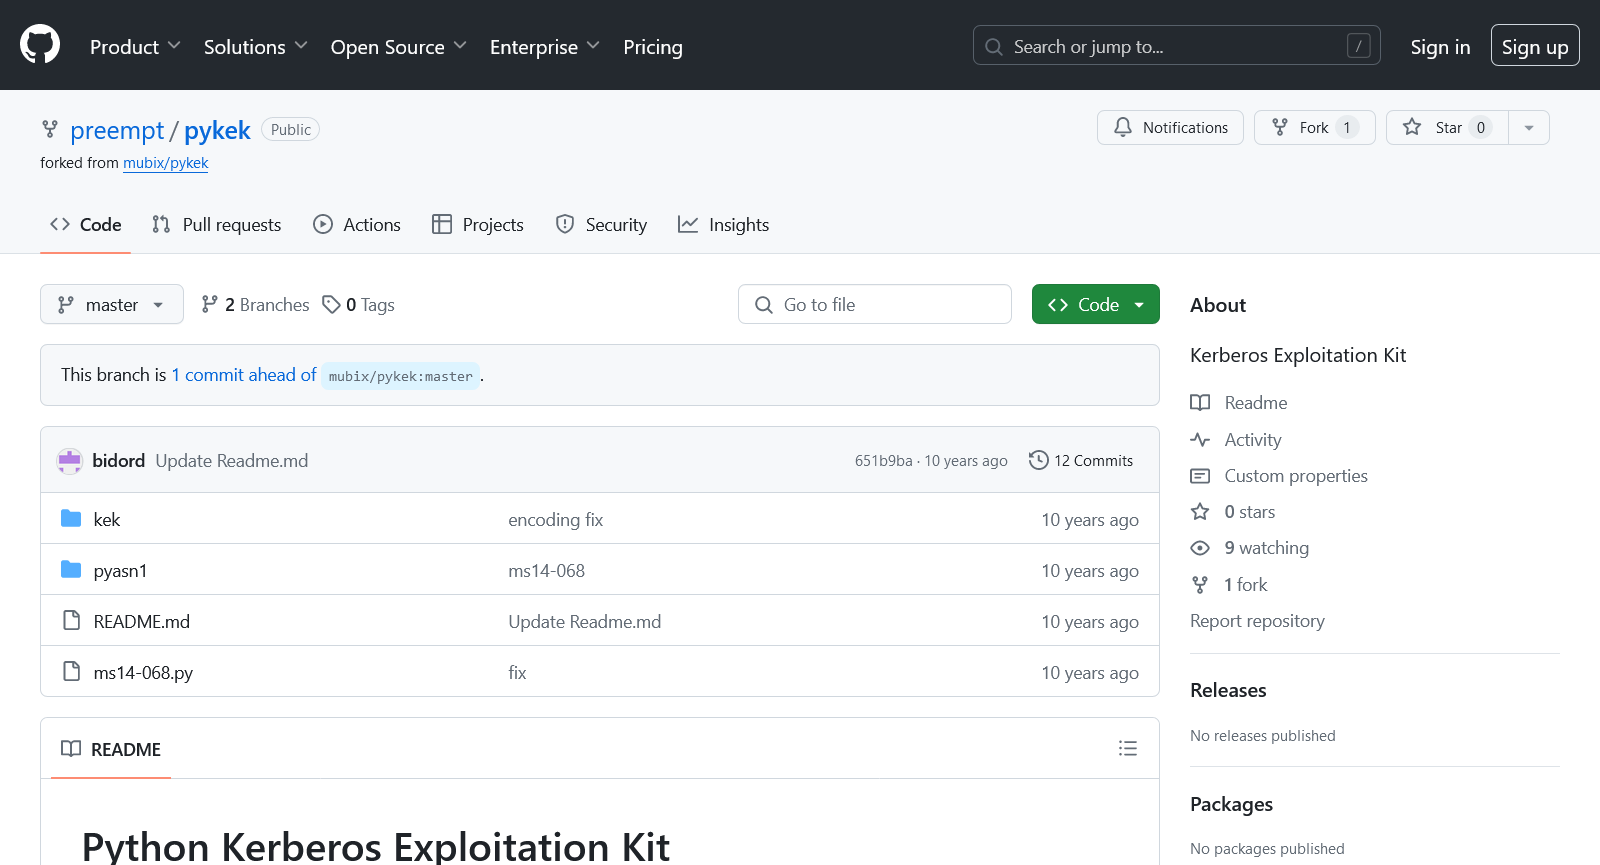 Product Solutions Open Source Enterprise Pricing Search or jump to... / Sign in Sign up
preempt / pykek Public Notifications Fork 1 Star 0
forked from mubix/pykek
Code Pull requests Actions Projects Security Insights
master 2 Branches 0 Tags Go to file Code
This branch is 1 commit ahead of mubix/pykek:master .
bidord Update Readme.md 651b9ba · 10 years ago 12 Commits
kek encoding fix 10 years ago
pyasn1 ms14-068 10 years ago
README.md Update Readme.md 10 years ago
ms14-068.py fix 10 years ago
README
Python Kerberos Exploitation Kit
About
Kerberos Exploitation Kit
Readme
Activity
Custom properties
0 stars
9 watching
1 fork
Report repository
Releases
No releases published
Packages
No packages published